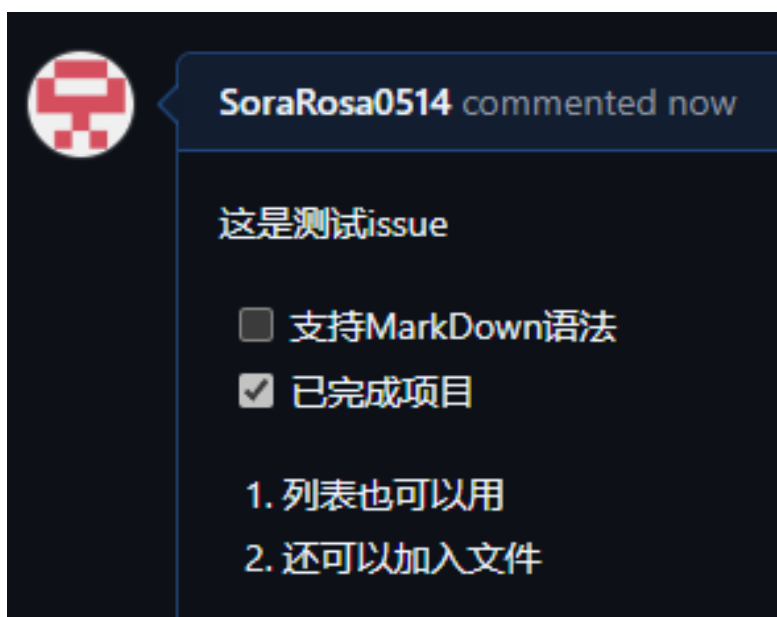 SoraRosa0514 commented now
这是测试issue
支持MarkDown语法
已完成项目
1. 列表也可以用
2. 还可以加入文件